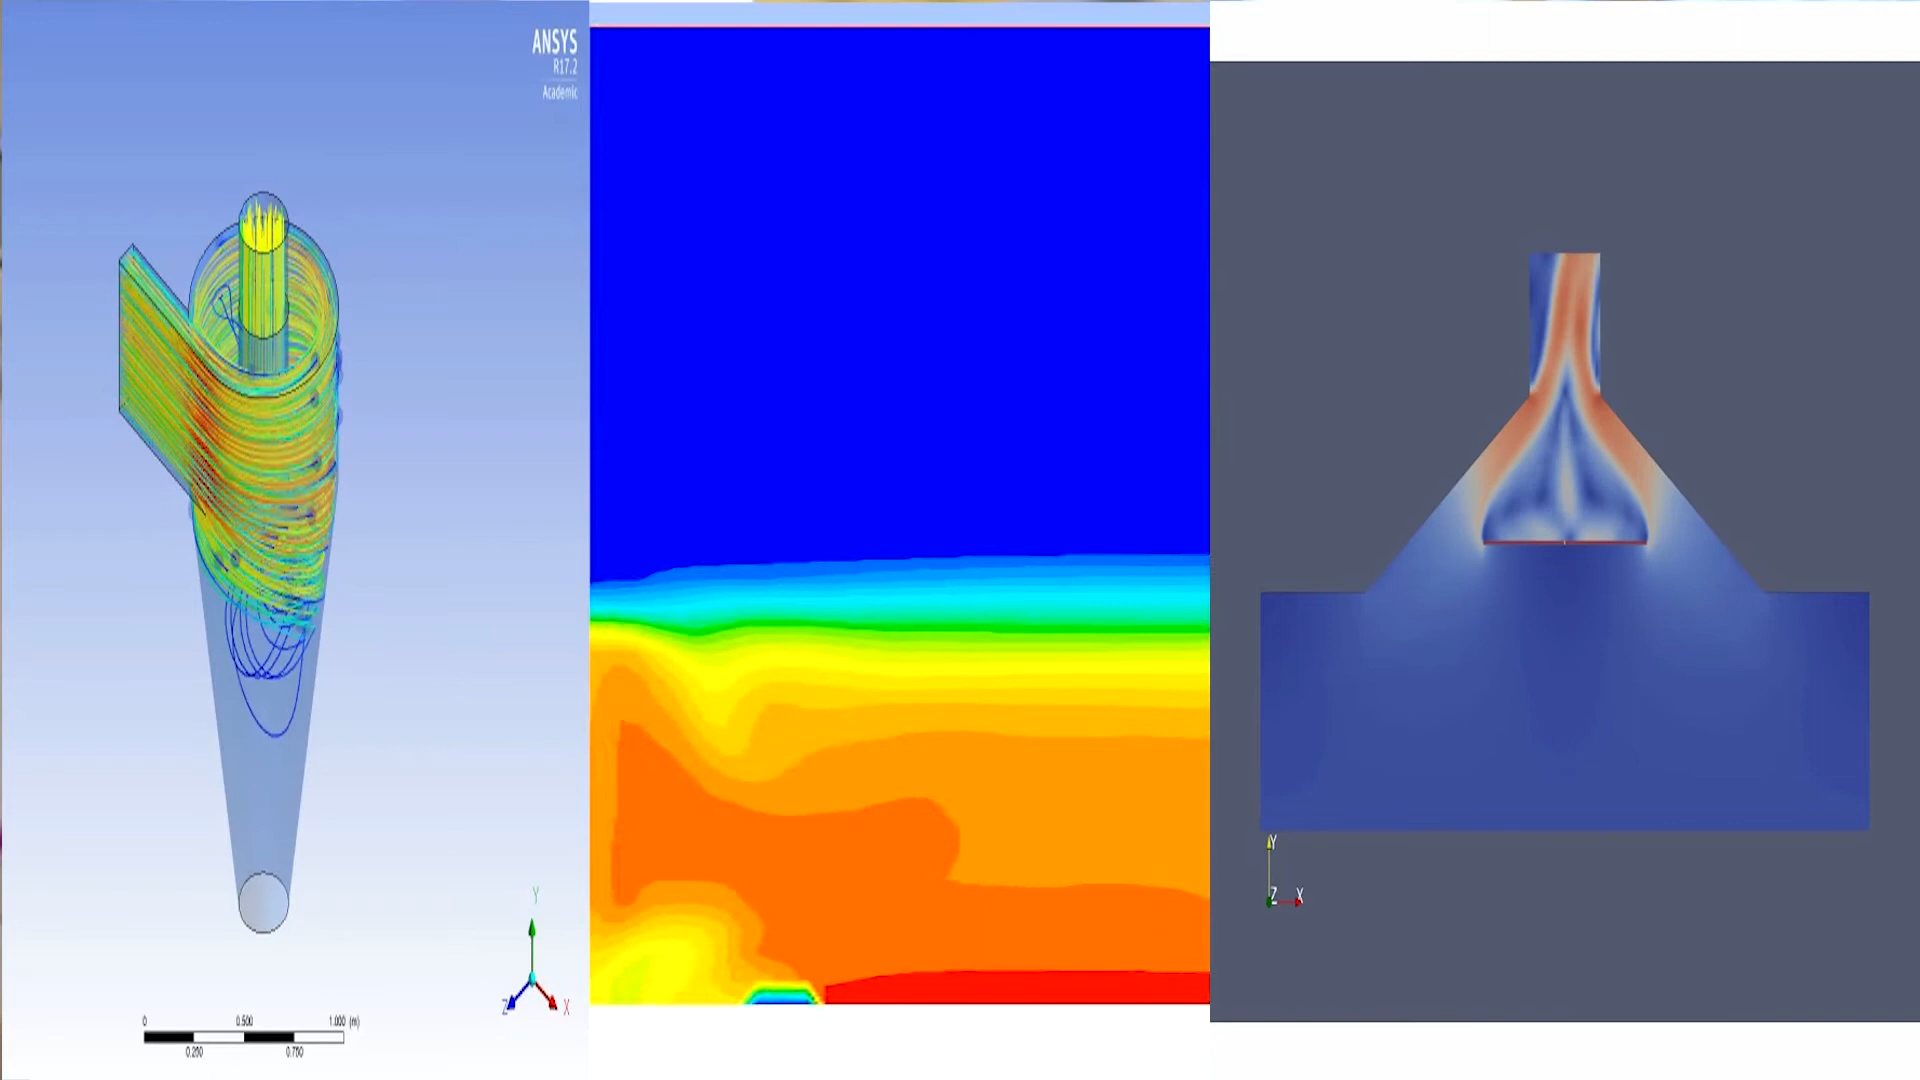 ANSYS
R17.2
Academic
Y
Z
X
0
0.500
1.000 (m)
0.250
0.750
Y
Z
X